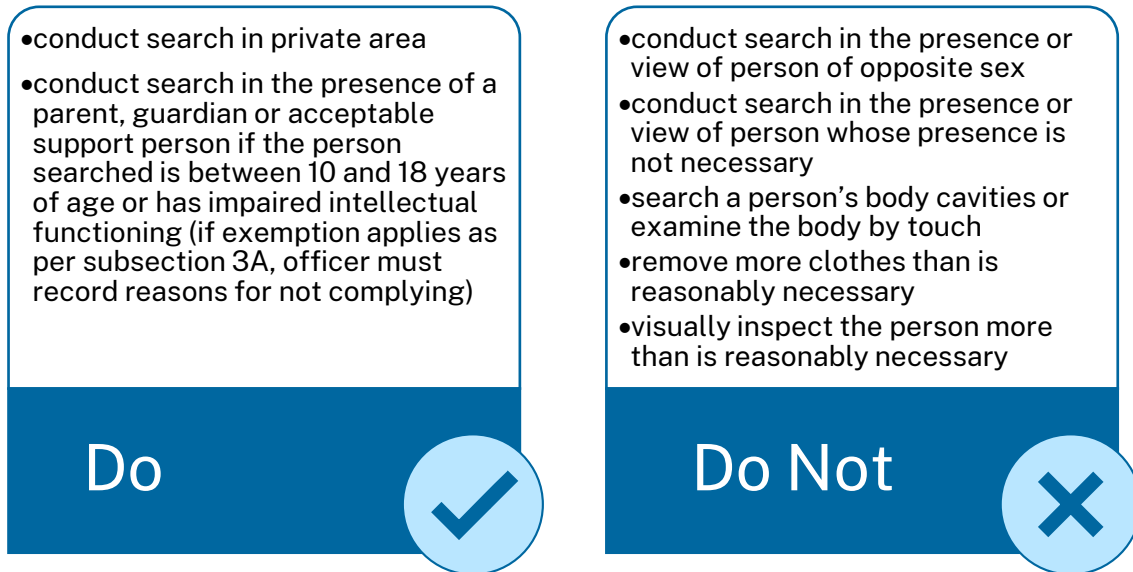 •conduct search in private area
•conduct search in the presence of a
parent, guardian or acceptable
support person if the person
searched is between 10 and 18 years
of age or has impaired intellectual
functioning (if exemption applies as
per subsection 3A, officer must
record reasons for not complying)
Do
•conduct search in the presence or
view of person of opposite sex
•conduct search in the presence or
view of person whose presence is
not necessary
•search a person’s body cavities or
examine the body by touch
•remove more clothes than is
reasonably necessary
•visually inspect the person more
than is reasonably necessary
Do Not